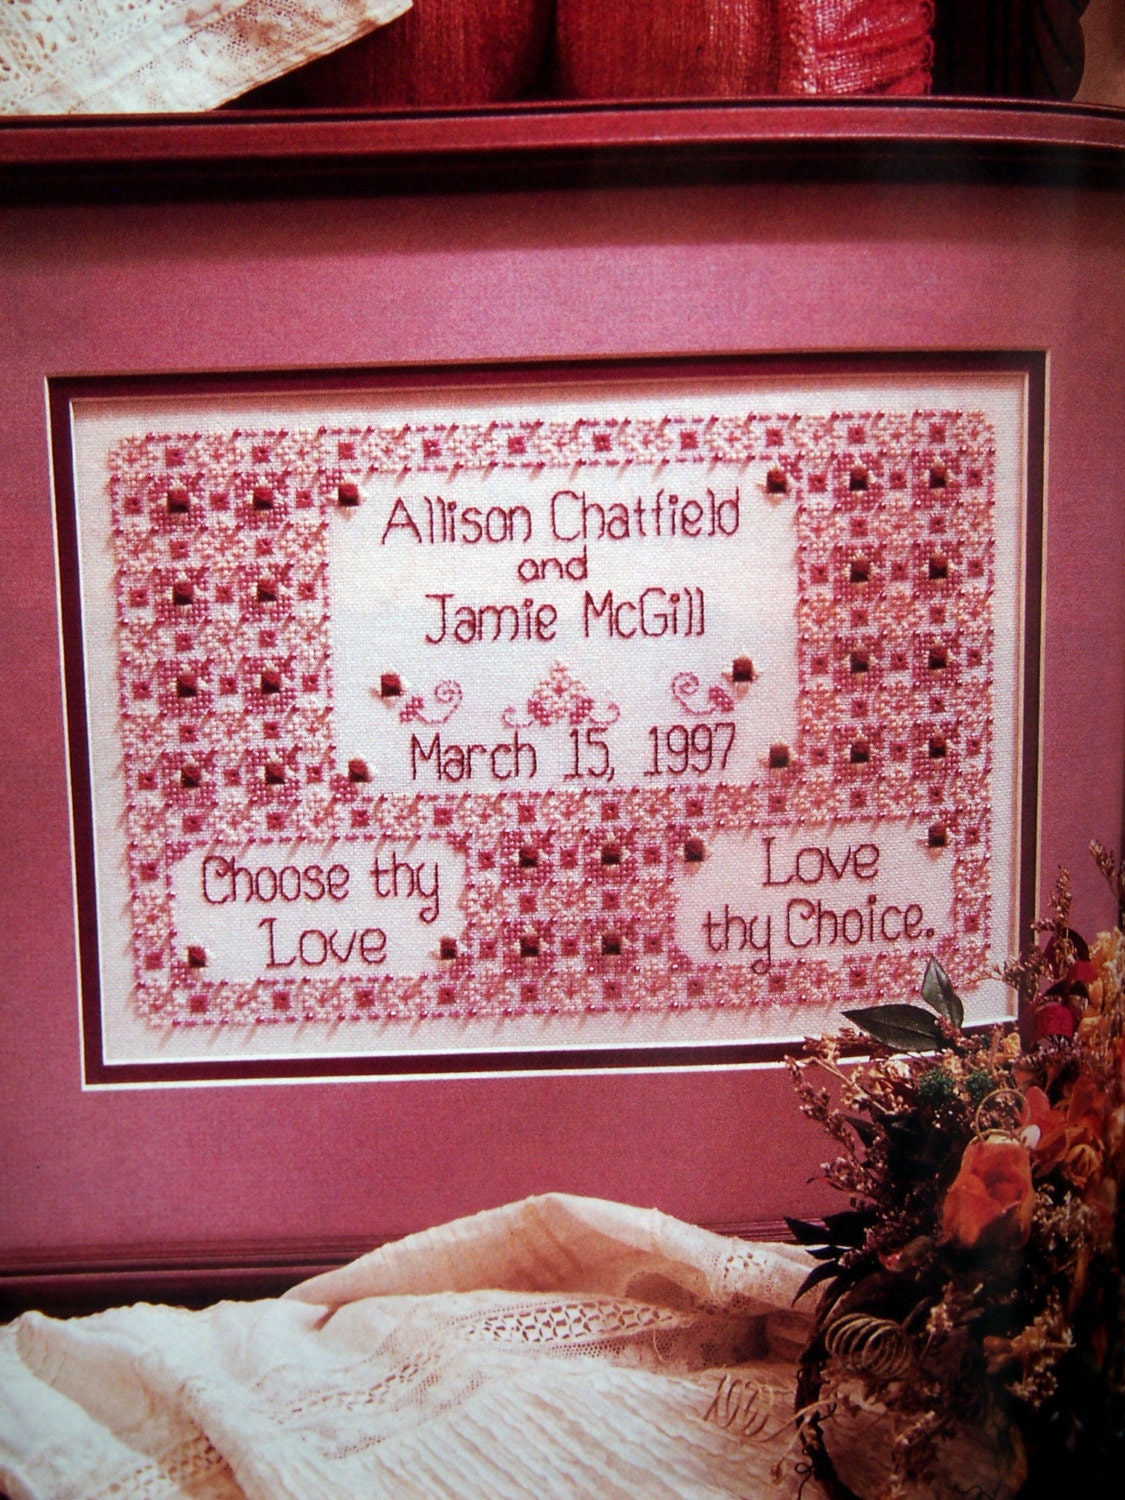 Allison Chatfield
and
Jamie McGill
March 15, 1997
Choose thy
Love
Love
thy Choice.